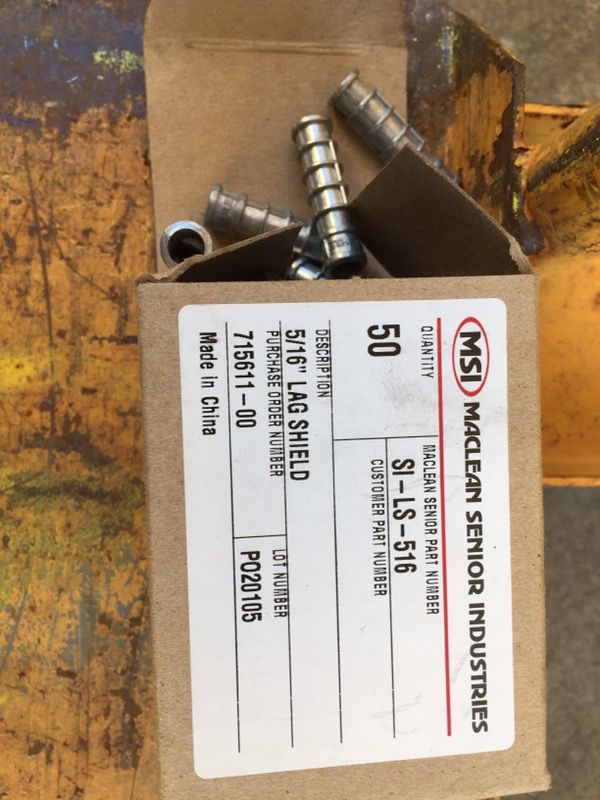 MSI MACLEAN SENIOR INDUSTRIES
QUANTITY
50
MACLEAN SENIOR PART NUMBER
SI-LS-516
CUSTOMER PART NUMBER
DESCRIPTION
5/16" LAG SHIELD
PURCHASE ORDER NUMBER
715611-00
LOT NUMBER
PO20105
Made in China